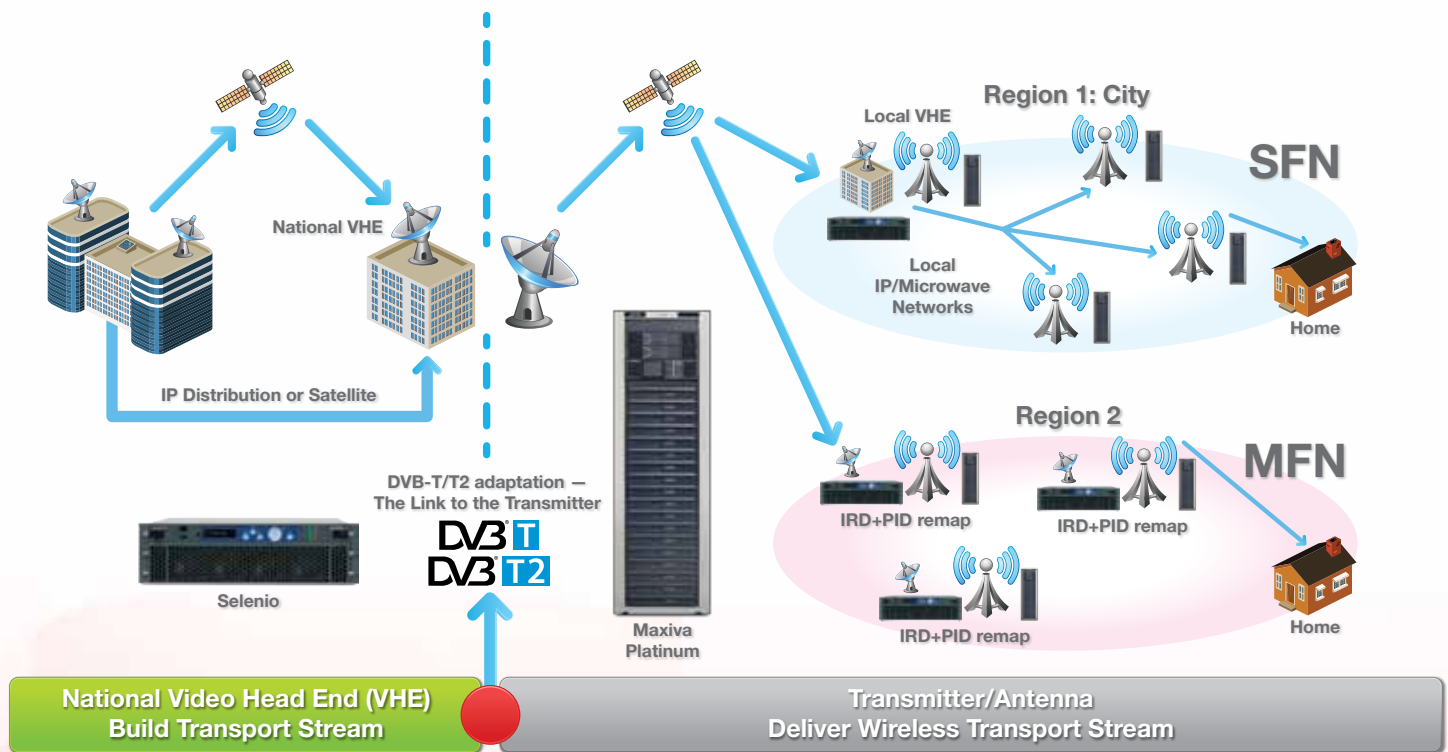 Region 1: City
Local VHE
SFN
National VHE
Local
IP/Microwave
Networks
Home
IP Distribution or Satellite
Region 2
MFN
DVB-T/T2 adaptation —
The Link to the Transmitter
DVB T
DVB T2
IRD+PID remap
IRD+PID remap
Selenio
Maxiva
Platinum
IRD+PID remap
Home
National Video Head End (VHE)
Build Transport Stream
Transmitter/Antenna
Deliver Wireless Transport Stream